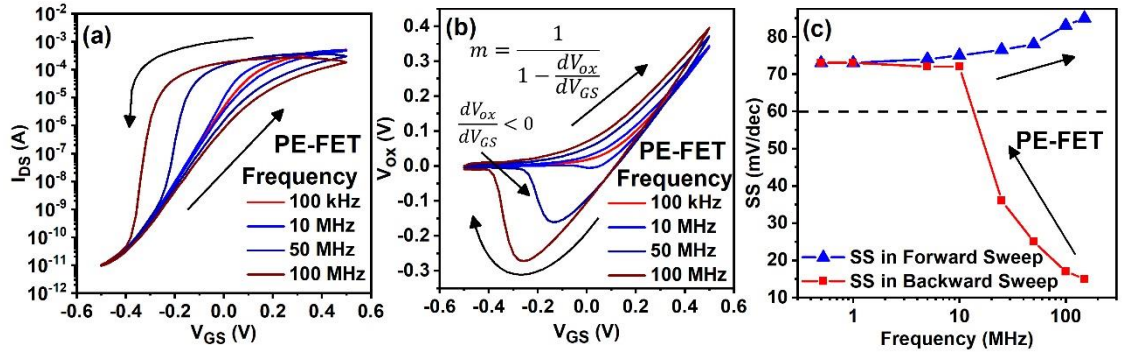 (a)
I_DS (A)
10⁻³
10⁻⁴
10⁻⁵
10⁻⁶
10⁻⁷
10⁻⁸
10⁻⁹
10⁻¹⁰
10⁻¹¹
10⁻¹²
PE-FET
Frequency
100 kHz
10 MHz
50 MHz
100 MHz
-0.6 -0.4 -0.2 0.0 0.2 0.4 0.6
V_GS (V)
(b)
m = 1 / (1 − dV_ox/dV_GS)
dV_ox/dV_GS < 0
V_ox (V)
0.4
0.3
0.2
0.1
0.0
-0.1
-0.2
-0.3
PE-FET
Frequency
100 kHz
10 MHz
50 MHz
100 MHz
-0.6 -0.4 -0.2 0.0 0.2 0.4 0.6
V_GS (V)
(c)
SS (mV/dec)
80
70
60
50
40
30
20
10
PE-FET
SS in Forward Sweep
SS in Backward Sweep
1 10 100
Frequency (MHz)